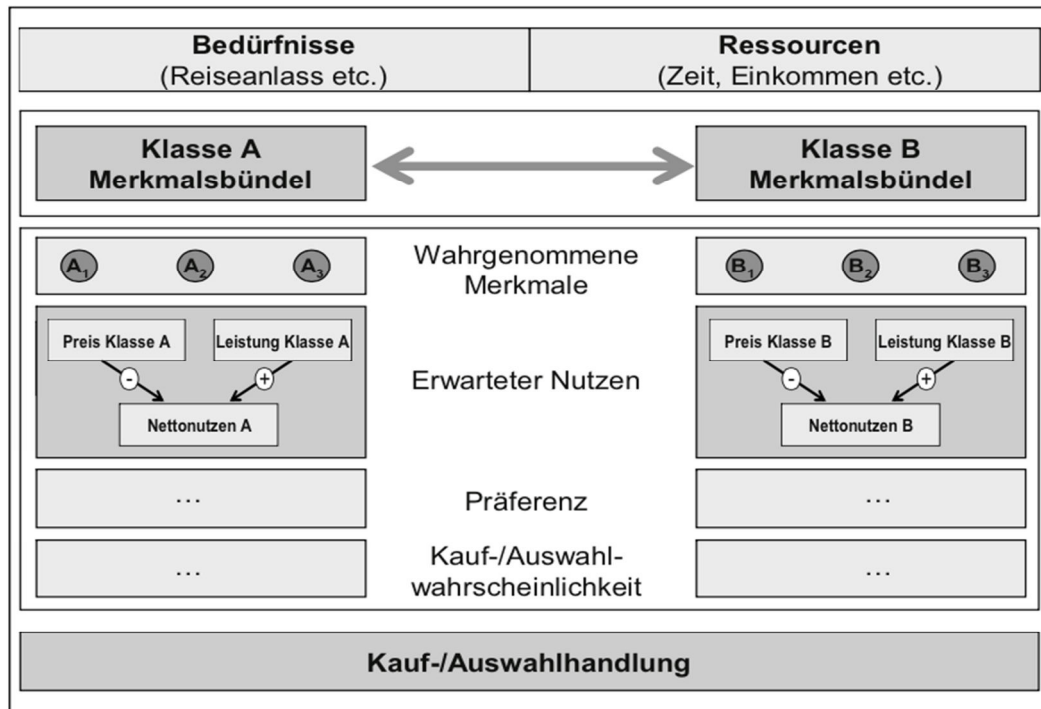 Bedürfnisse
(Reiseanlass etc.)
Ressourcen
(Zeit, Einkommen etc.)
Klasse A
Merkmalsbündel
Klasse B
Merkmalsbündel
A1 A2 A3
Wahrgenommene
Merkmale
B1 B2 B3
Preis Klasse A
Leistung Klasse A
-
+
Nettonutzen A
Erwarteter Nutzen
Preis Klasse B
Leistung Klasse B
-
+
Nettonutzen B
...
Präferenz
...
...
Kauf-/Auswahl-
wahrscheinlichkeit
...
Kauf-/Auswahlhandlung